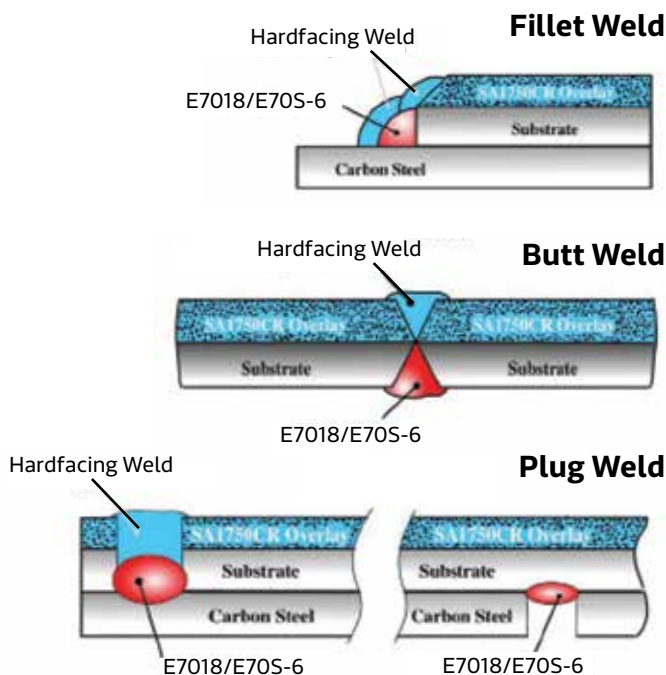 Fillet Weld
Hardfacing Weld
E7018/E70S-6
SA1750CR Overlay
Substrate
Carbon Steel
Butt Weld
Hardfacing Weld
SA1750CR Overlay SA1750CR Overlay
Substrate Substrate
E7018/E70S-6
Plug Weld
Hardfacing Weld
SA1750CR Overlay SA1750CR Overlay
Substrate Substrate
Carbon Steel Carbon Steel
E7018/E70S-6 E7018/E70S-6